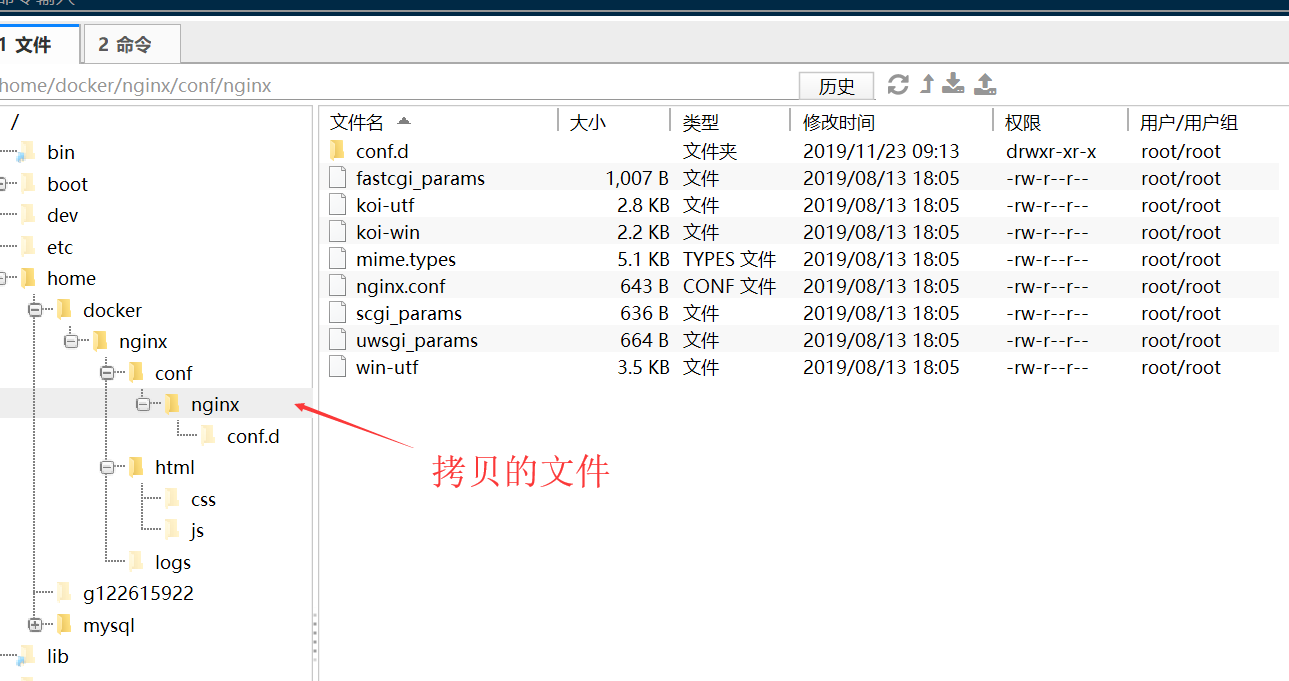 命令输入
1 文件 2 命令
home/docker/nginx/conf/nginx 历史
/
bin
boot
dev
etc
home
docker
nginx
conf
nginx
conf.d
html
css
js
logs
g122615922
mysql
lib
文件名 大小 类型 修改时间 权限 用户/用户组
conf.d 文件夹 2019/11/23 09:13 drwxr-xr-x root/root
fastcgi_params 1,007 B 文件 2019/08/13 18:05 -rw-r--r-- root/root
koi-utf 2.8 KB 文件 2019/08/13 18:05 -rw-r--r-- root/root
koi-win 2.2 KB 文件 2019/08/13 18:05 -rw-r--r-- root/root
mime.types 5.1 KB TYPES 文件 2019/08/13 18:05 -rw-r--r-- root/root
nginx.conf 643 B CONF 文件 2019/08/13 18:05 -rw-r--r-- root/root
scgi_params 636 B 文件 2019/08/13 18:05 -rw-r--r-- root/root
uwsgi_params 664 B 文件 2019/08/13 18:05 -rw-r--r-- root/root
win-utf 3.5 KB 文件 2019/08/13 18:05 -rw-r--r-- root/root
拷贝的文件